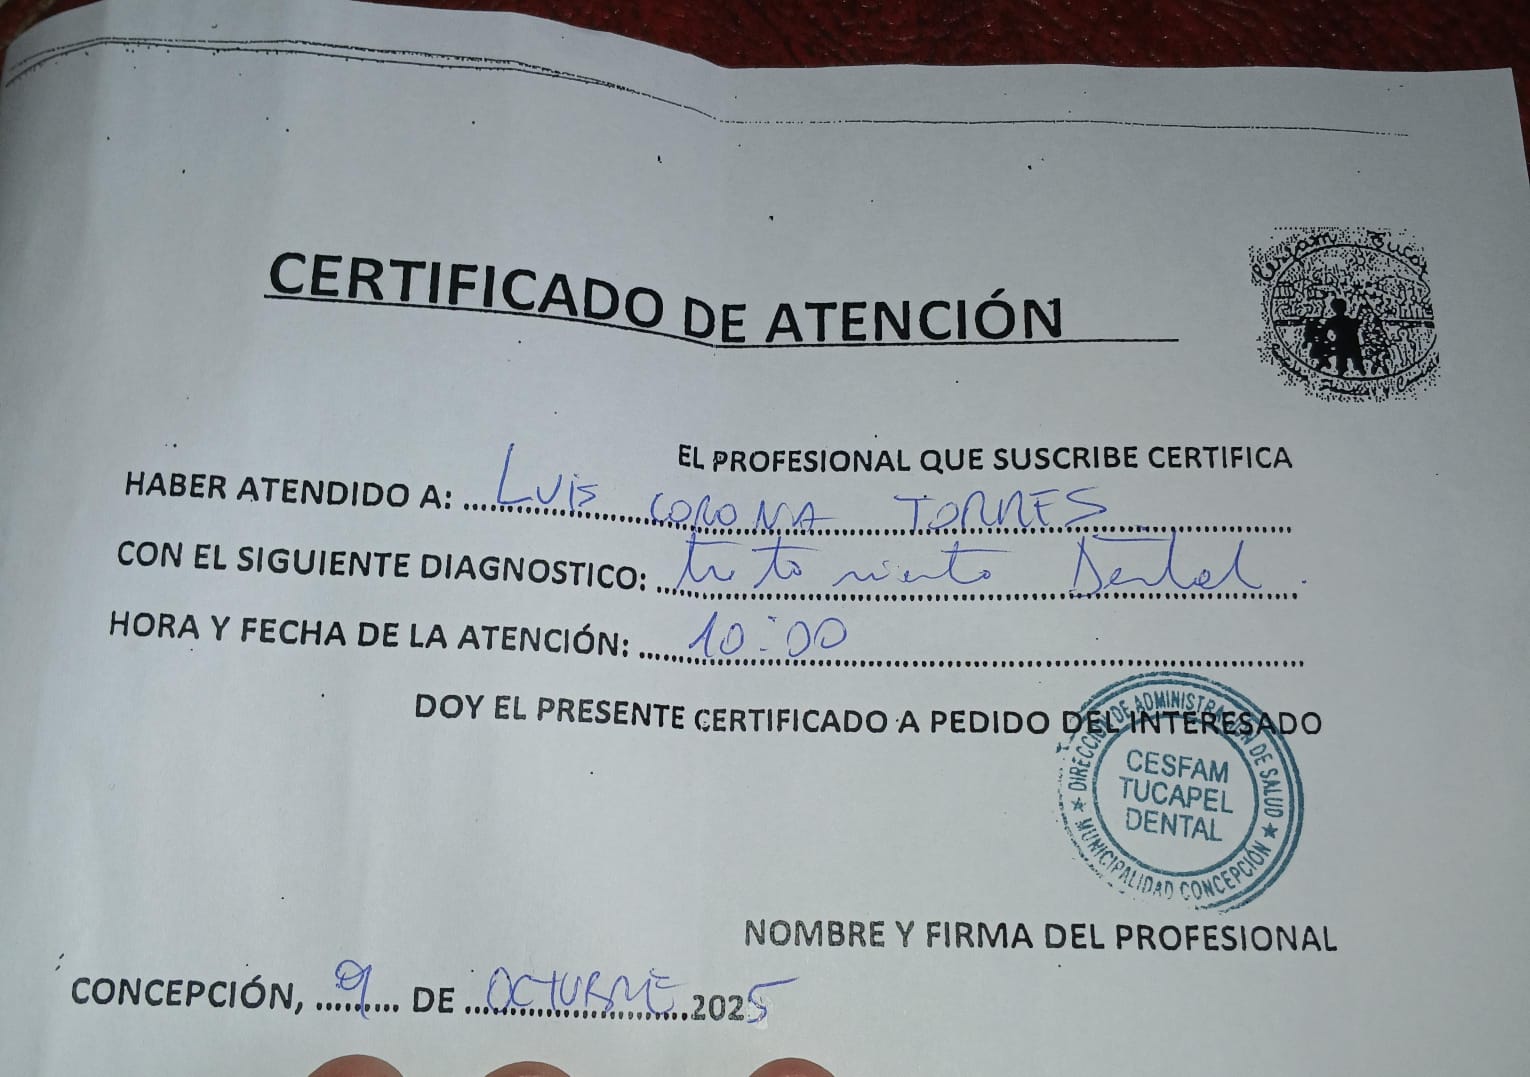 Cesfam Tucap
CERTIFICADO DE ATENCIÓN
EL PROFESIONAL QUE SUSCRIBE CERTIFICA
HABER ATENDIDO A: Luis CORONA TORRES
CON EL SIGUIENTE DIAGNOSTICO: tratamiento Dental.
HORA Y FECHA DE LA ATENCIÓN: 10:00
DOY EL PRESENTE CERTIFICADO A PEDIDO DEL INTERESADO
DIRECCIÓN DE ADMINISTRACIÓN DE SALUD
CESFAM
TUCAPEL
DENTAL
MUNICIPALIDAD CONCEPCIÓN
NOMBRE Y FIRMA DEL PROFESIONAL
CONCEPCIÓN, 9 DE OCTUBRE 2025